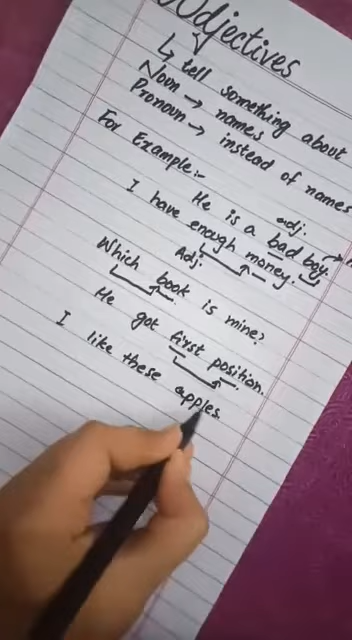 Adjectives
↳ tell something about
Noun → names
Pronoun → instead of names
For Example:-
adj.
He is a bad boy.
I have enough money.
Adj.
Which book is mine?
He got first position.
I like these apples.